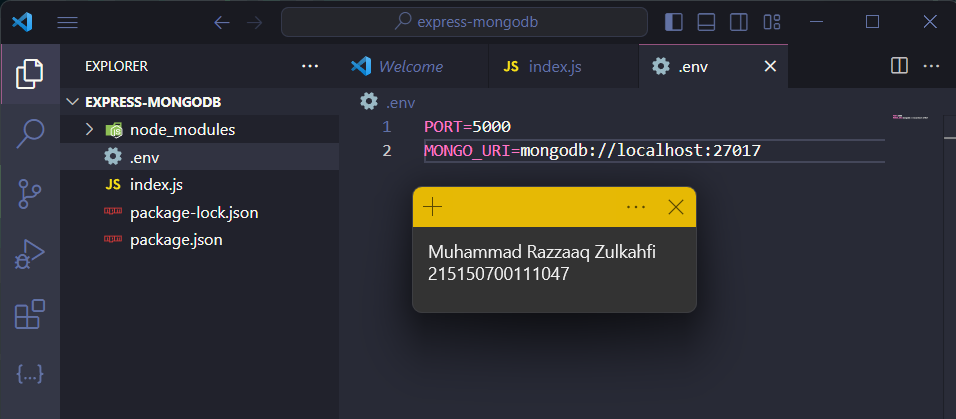 express-mongodb
EXPLORER
Welcome
JS index.js
.env
EXPRESS-MONGODB
node_modules
.env
JS index.js
package-lock.json
package.json
.env
1 PORT=5000
2 MONGO_URI=mongodb://localhost:27017
Muhammad Razzaaq Zulkahfi
215150700111047